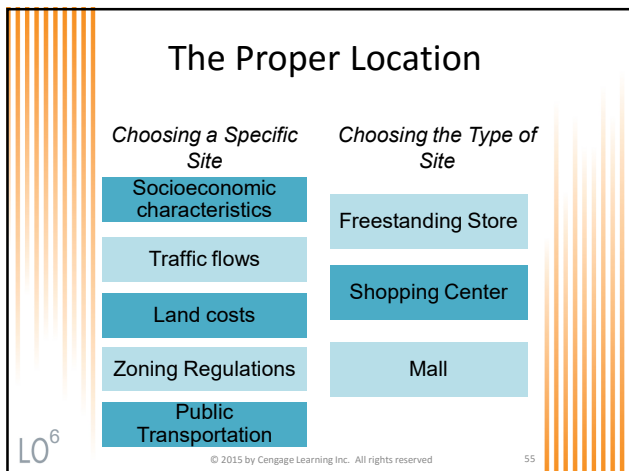 The Proper Location
Choosing a Specific
Site
Socioeconomic
characteristics
Traffic flows
Land costs
Zoning Regulations
Public
Transportation
Choosing the Type of
Site
Freestanding Store
Shopping Center
Mall
LO6
© 2015 by Cengage Learning Inc. All rights reserved
55